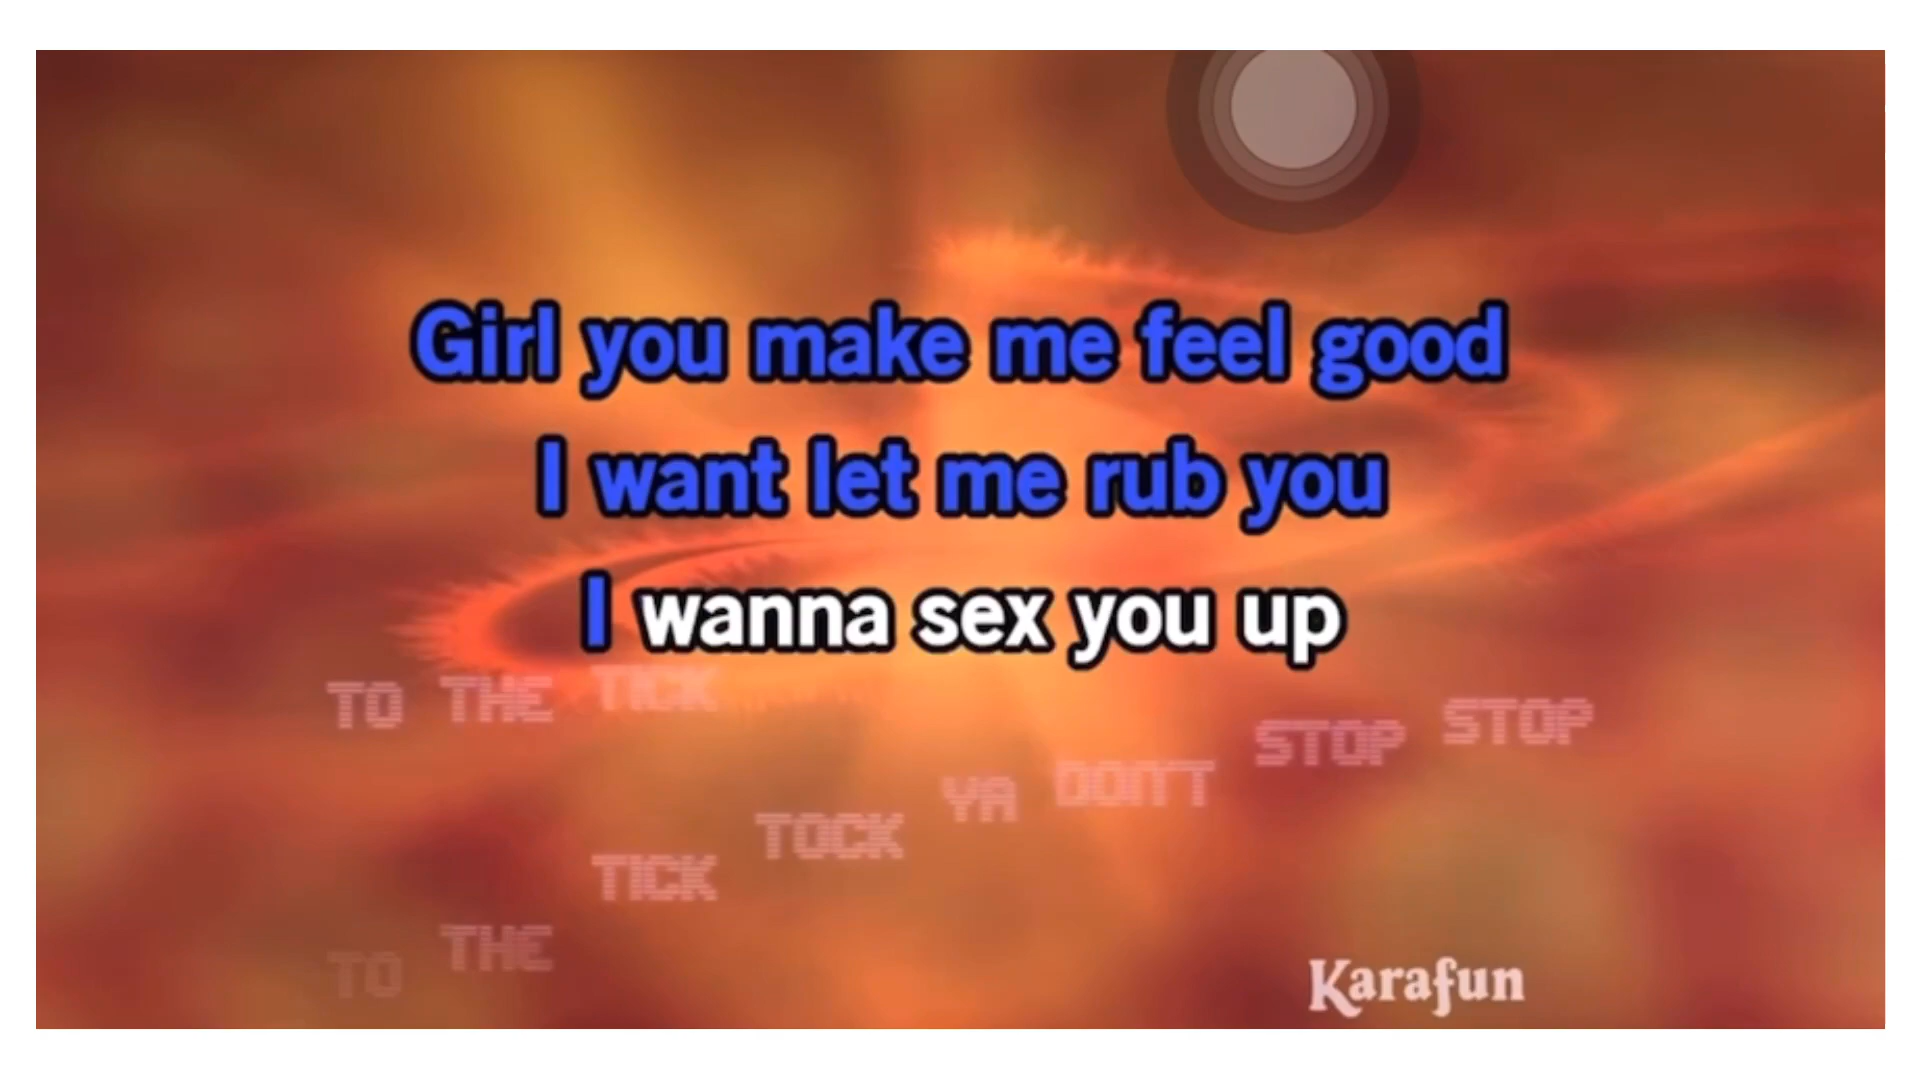 Girl you make me feel good
I want let me rub you
I wanna sex you up
TO THE TICK
TICK TOCK YA DON'T STOP STOP
TO THE
Karafun